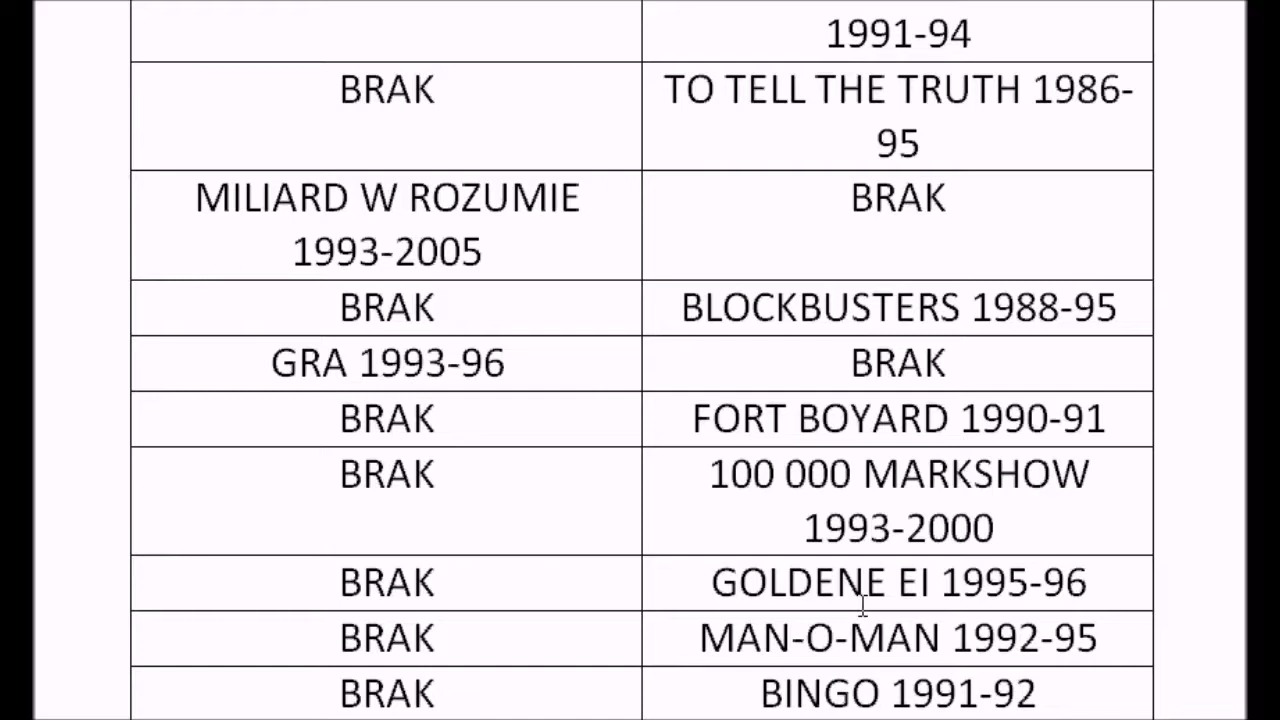 1991-94
BRAK
TO TELL THE TRUTH 1986-
95
MILIARD W ROZUMIE
1993-2005
BRAK
BRAK
BLOCKBUSTERS 1988-95
GRA 1993-96
BRAK
BRAK
FORT BOYARD 1990-91
BRAK
100 000 MARKSHOW
1993-2000
BRAK
GOLDENE EI 1995-96
BRAK
MAN-O-MAN 1992-95
BRAK
BINGO 1991-92